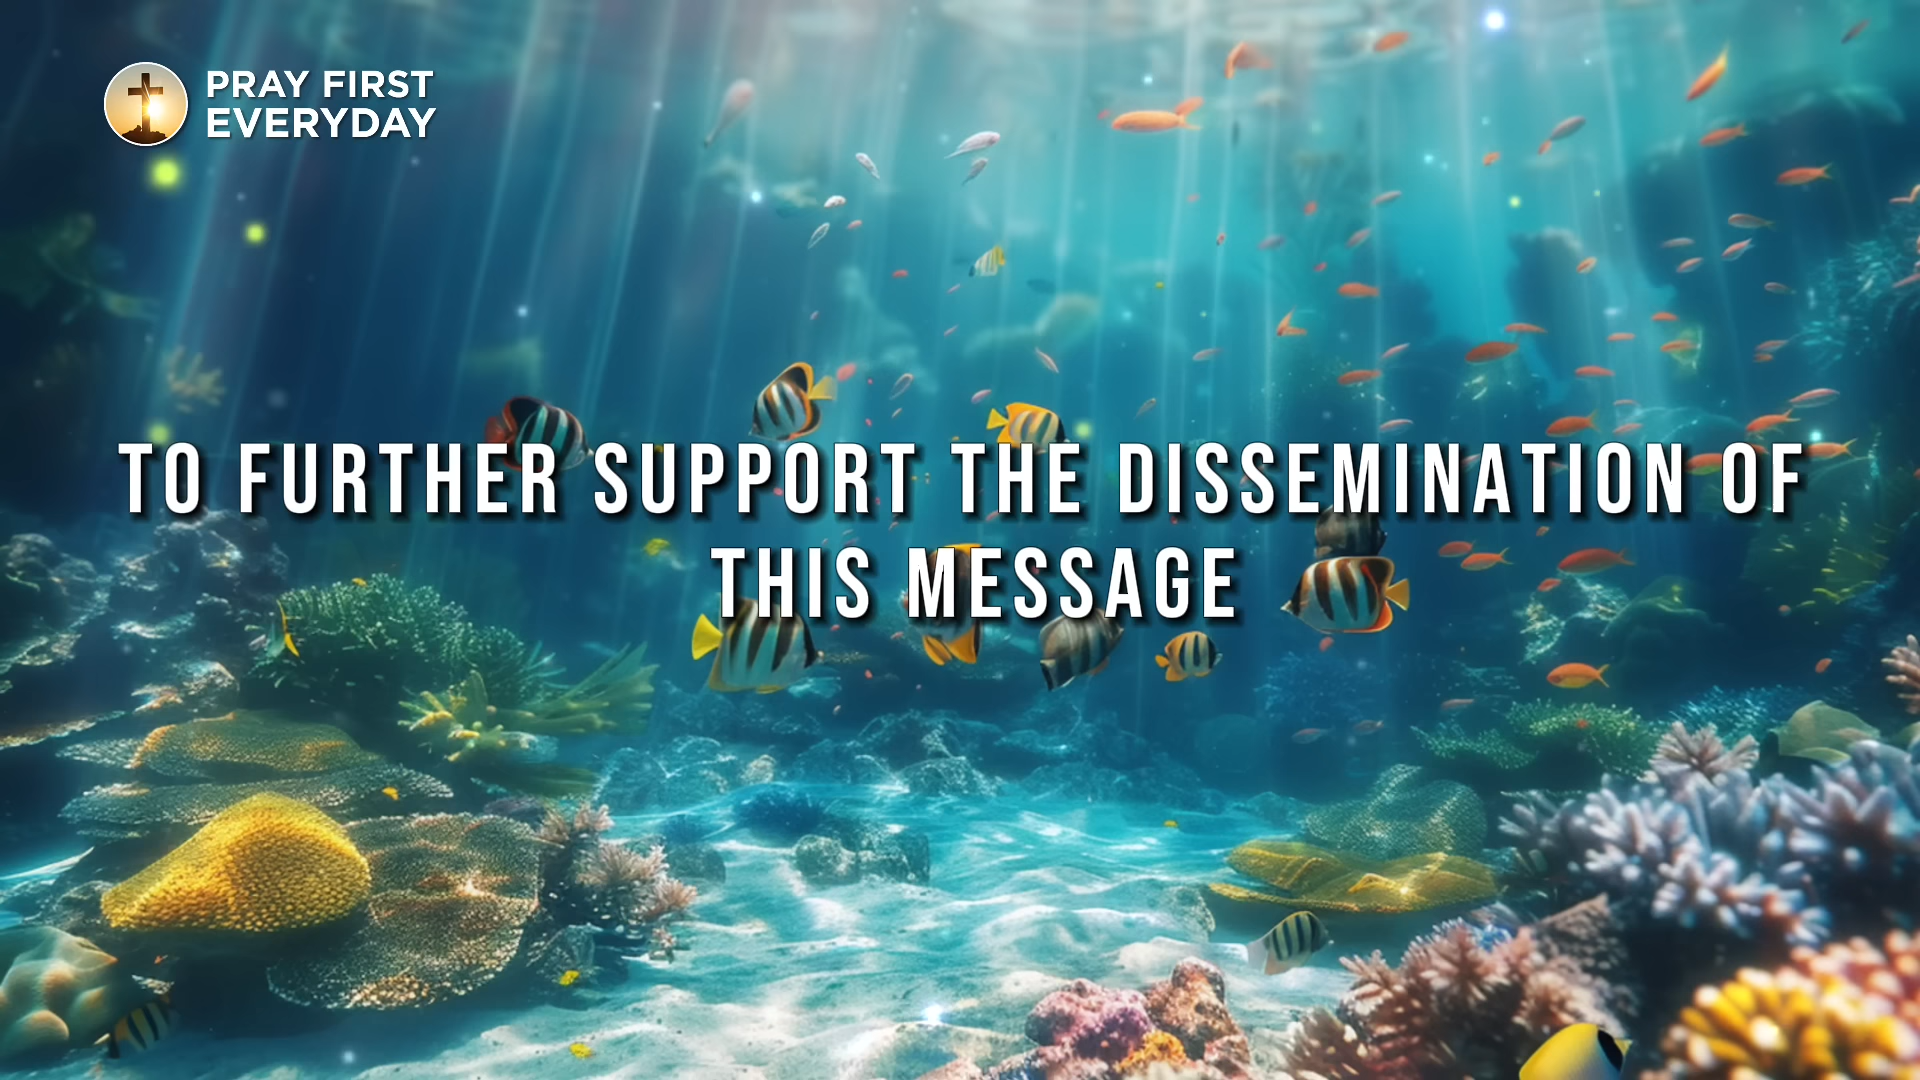 PRAY FIRST
EVERYDAY
TO FURTHER SUPPORT THE DISSEMINATION OF
THIS MESSAGE